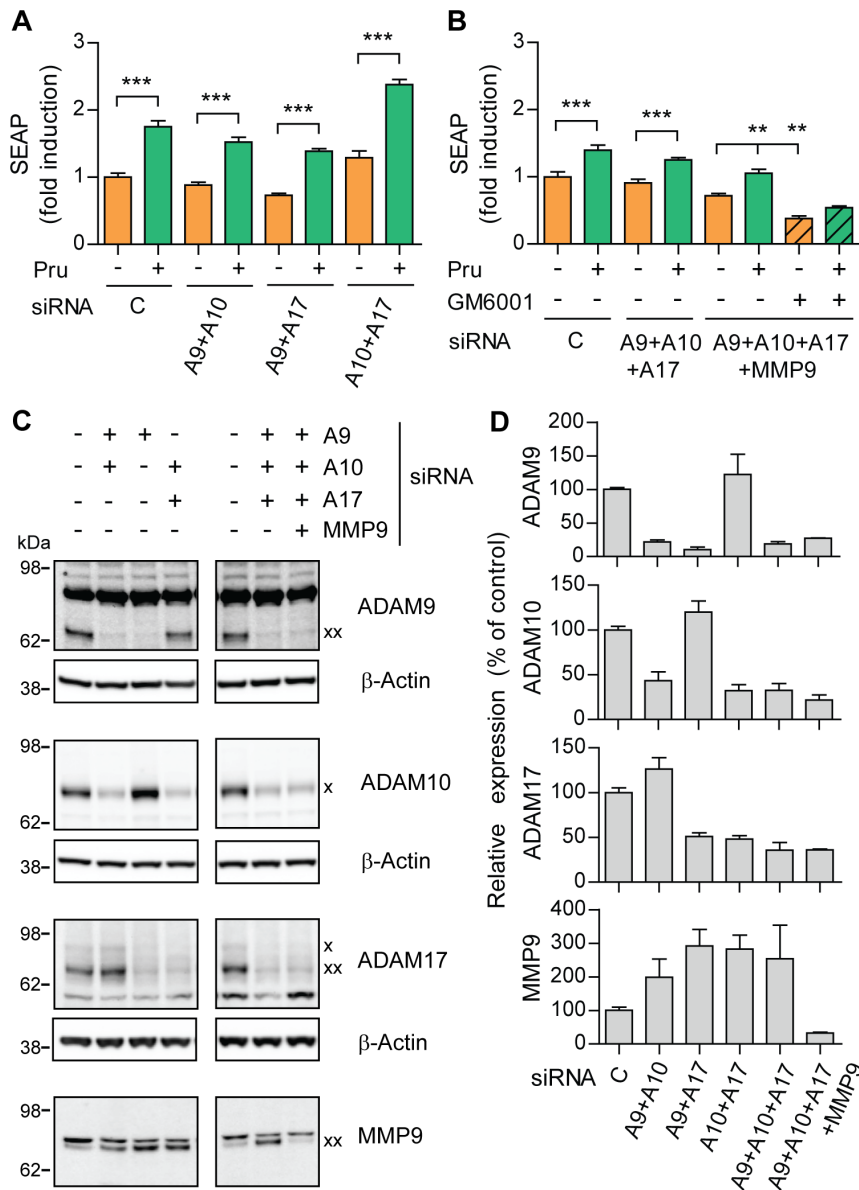 A
SEAP
(fold induction)
3
2
1
0
***
***
***
***
Pru
- + - + - + - +
siRNA
C
A9+A10
A9+A17
A10+A17
B
SEAP
(fold induction)
3
2
1
0
***
***
**
**
Pru
- + - + - + - +
GM6001
- - - - - - + +
siRNA
C
A9+A10
+A17
A9+A10+A17
+MMP9
C
- + + - - + + A9
- + - + - + + A10
- - - + - + + A17
- - - - - - + MMP9
siRNA
kDa
98-
62-
xx
ADAM9
38-
β-Actin
98-
62-
x
ADAM10
38-
β-Actin
98-
62-
x
xx
ADAM17
38-
β-Actin
98-
62-
xx
MMP9
D
Relative expression (% of control)
ADAM9
200
150
100
50
0
ADAM10
150
100
50
0
ADAM17
150
100
50
0
MMP9
400
300
200
100
0
siRNA
C
A9+A10
A9+A17
A10+A17
A9+A10+A17
A9+A10+A17
+MMP9